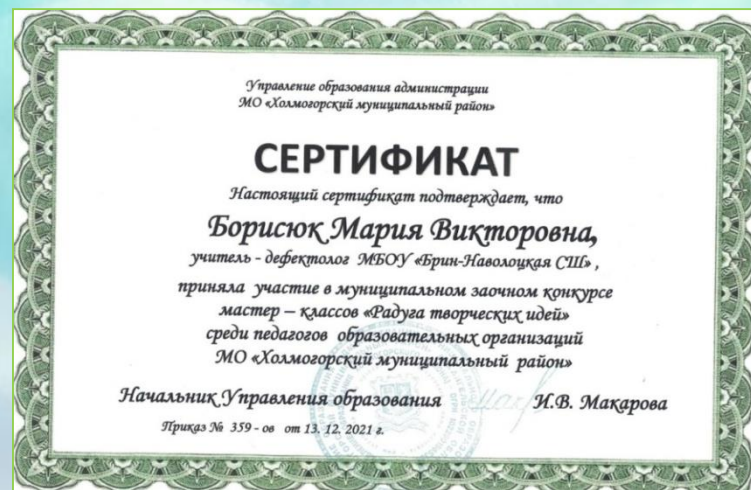 Управление образования администрации
МО «Холмогорский муниципальный район»
СЕРТИФИКАТ
Настоящий сертификат подтверждает, что
Борисюк Мария Викторовна,
учитель - дефектолог МБОУ «Брин-Наволоцкая СШ» ,
приняла участие в муниципальном заочном конкурсе
мастер – классов «Радуга творческих идей»
среди педагогов образовательных организаций
МО «Холмогорский муниципальный район»
Начальник Управления образования И.В. Макарова
Приказ № 359 - ов от 13. 12. 2021 г.